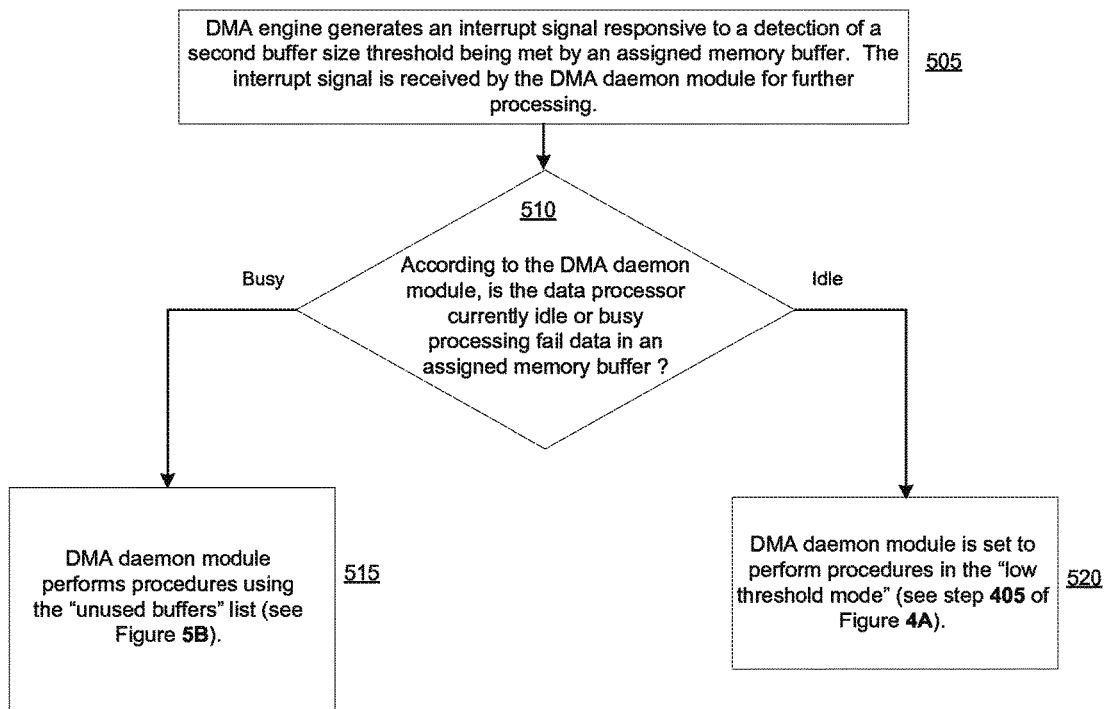 DMA engine generates an interrupt signal responsive to a detection of
a second buffer size threshold being met by an assigned memory buffer.  The
interrupt signal is received by the DMA daemon module for further
processing.
505
510
According to the DMA daemon
module, is the data processor
currently idle or busy
processing fail data in an
assigned memory buffer ?
Busy
Idle
DMA daemon module
performs procedures using
the “unused buffers” list (see
Figure 5B).
515
DMA daemon module is set to
perform procedures in the “low
threshold mode” (see step 405 of
Figure 4A).
520